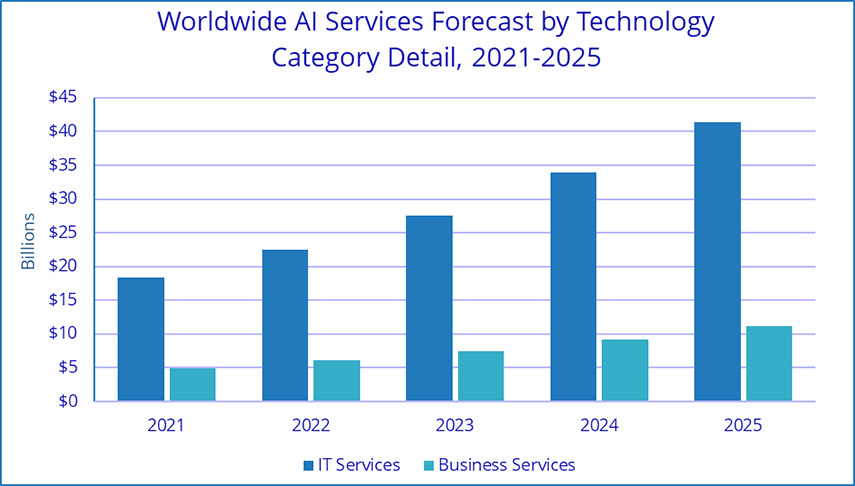 Worldwide AI Services Forecast by Technology
Category Detail, 2021-2025
Billions
$45
$40
$35
$30
$25
$20
$15
$10
$5
$0
2021 2022 2023 2024 2025
IT Services Business Services